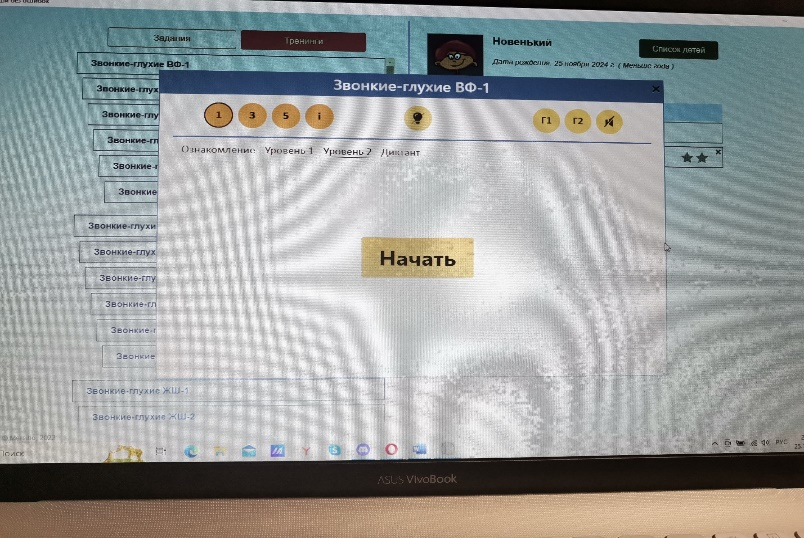 Задания
Тренинги
Новенький
Список детей
Дата рождения: 25 ноября 2024 г. ( Меньше года )
Звонкие-глухие ВФ-1
Звонкие-глух
Звонкие-глу
Звонкие-гл
Звонкие-г
Звонкие
Звонкие-глухи
Звонкие-глух
Звонкие-глу
Звонкие-гл
Звонкие-г
Звонкие
Звонкие-глухие ЖШ-1
Звонкие-глухие ЖШ-2
Звонкие-глухие ВФ-1
1 3 5 i
Г1 Г2
Ознакомление Уровень 1 Уровень 2 Диктант
Начать
2022
Поиск
РУС
ASUS VivoBook